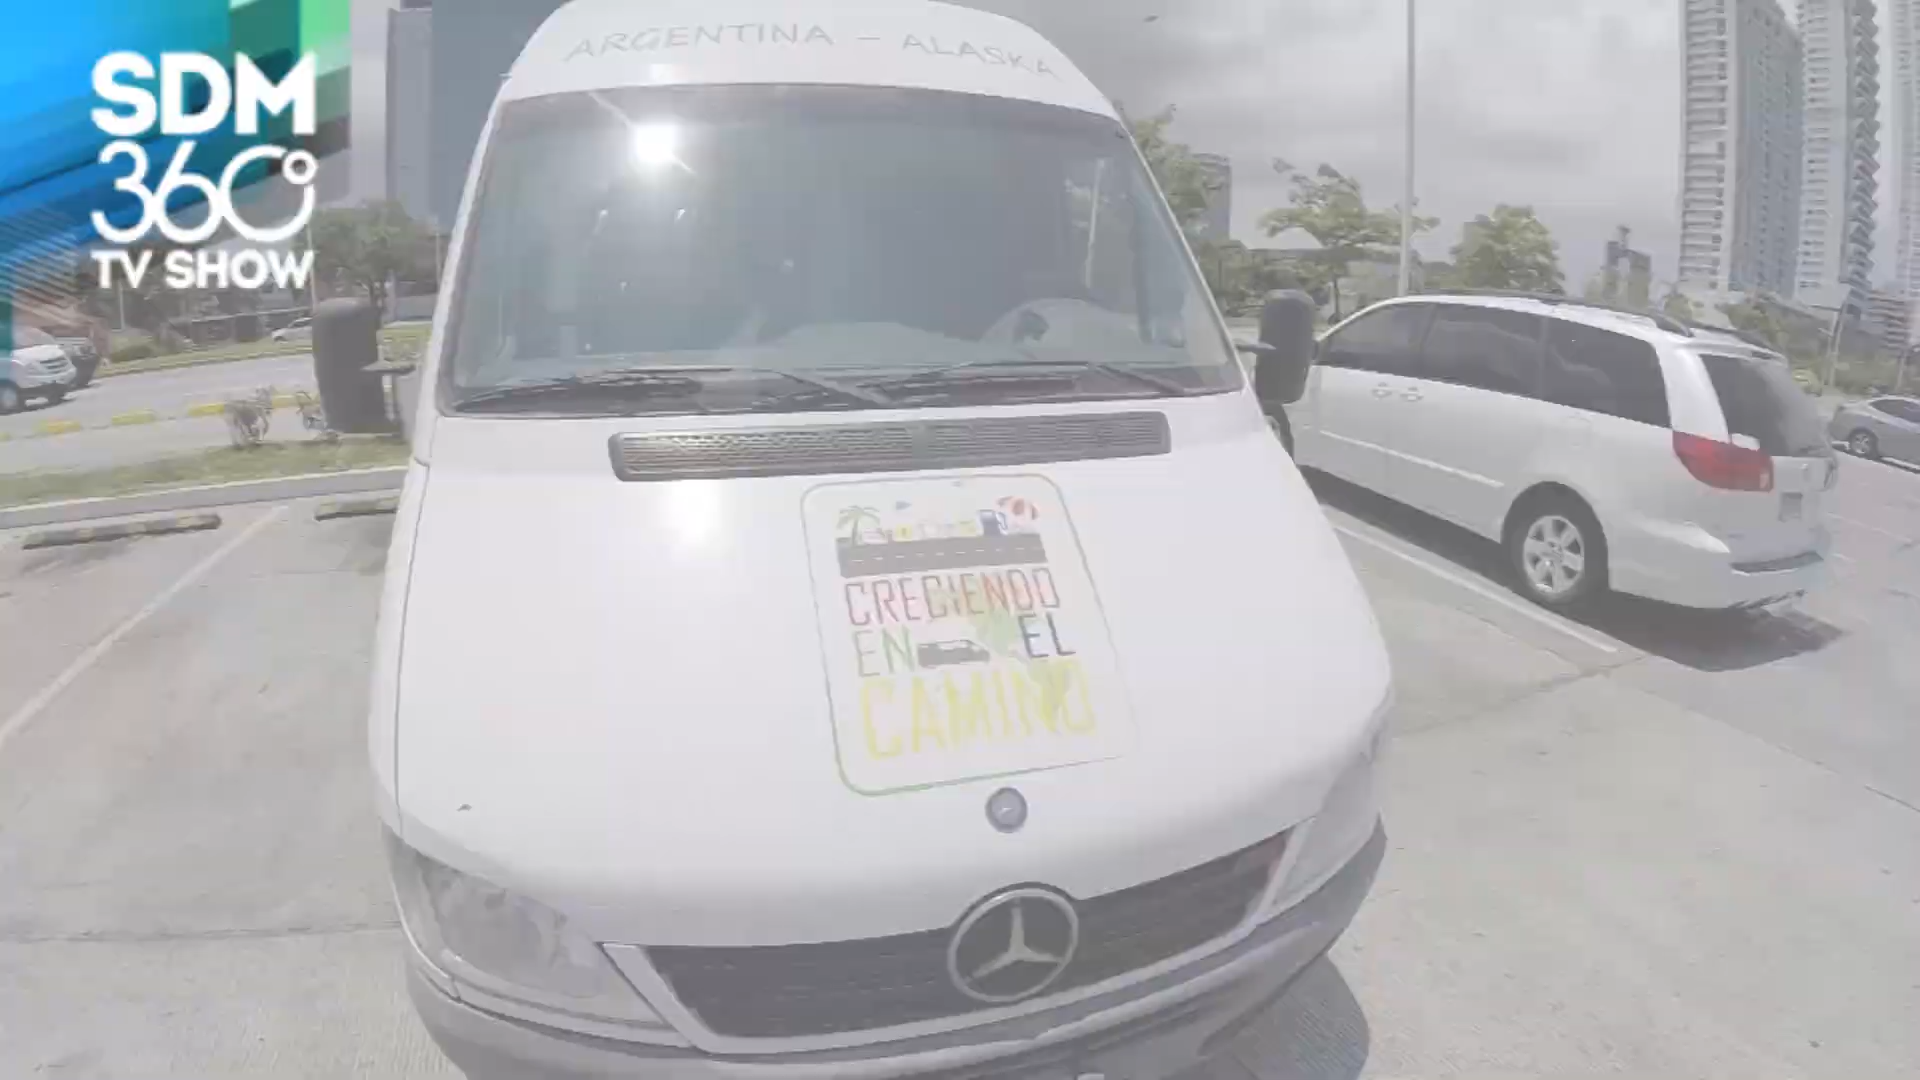 SDM
360°
TV SHOW
ARGENTINA – ALASKA
CRECIENDO
EN EL
CAMINO